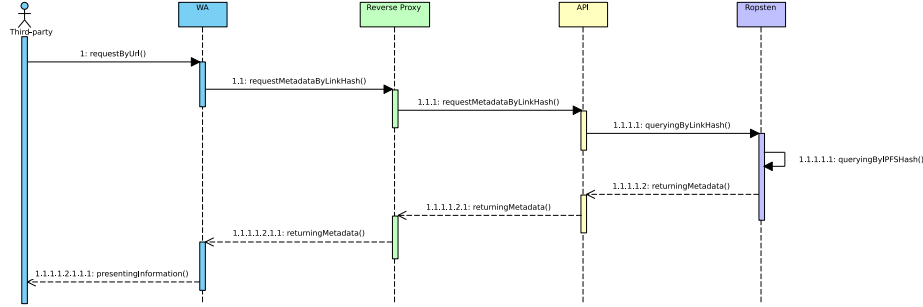 WA
Reverse Proxy
API
Ropsten
Third-party
1: requestByUrl()
1.1: requestMetadataByLinkHash()
1.1.1: requestMetadataByLinkHash()
1.1.1.1: queryingByLinkHash()
1.1.1.1.1: queryingByIPFSHash()
1.1.1.1.2: returningMetadata()
1.1.1.1.2.1: returningMetadata()
1.1.1.1.2.1.1: returningMetadata()
1.1.1.1.2.1.1.1: presentingInformation()